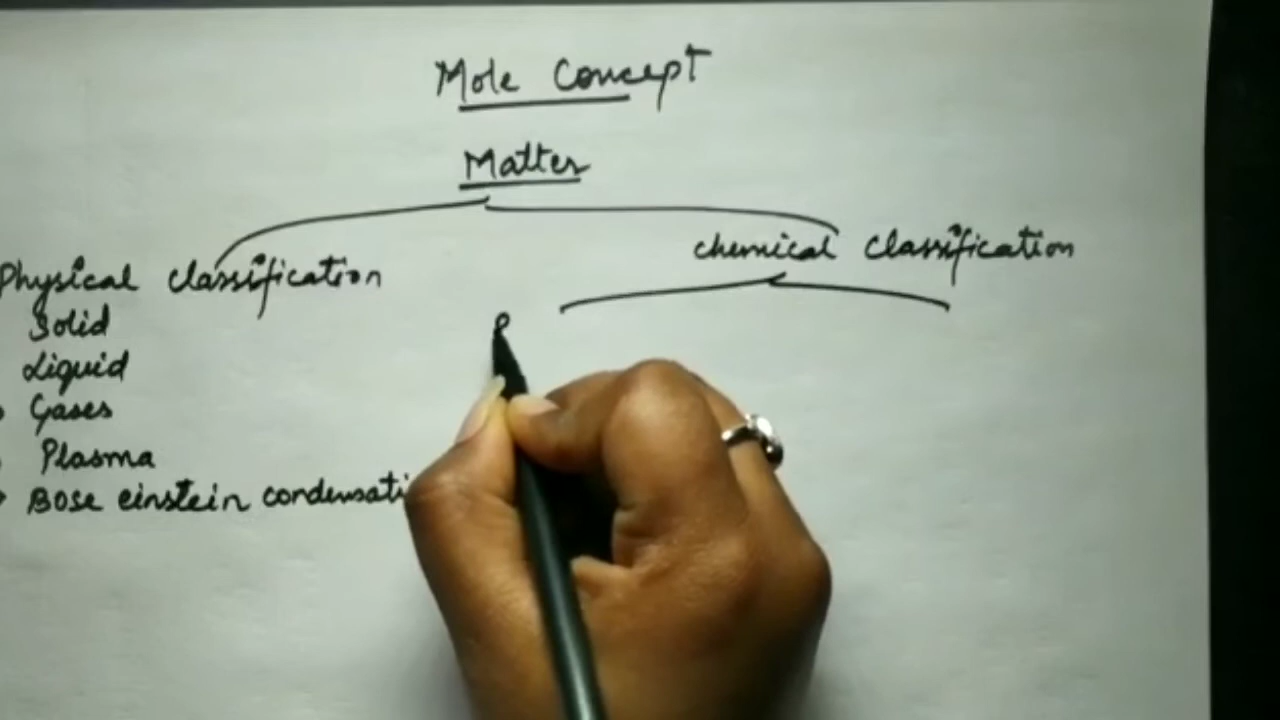 Mole Concept
Matter
Physical classification
chemical classification
Solid
Liquid
Gases
Plasma
Bose einstein condensati
P